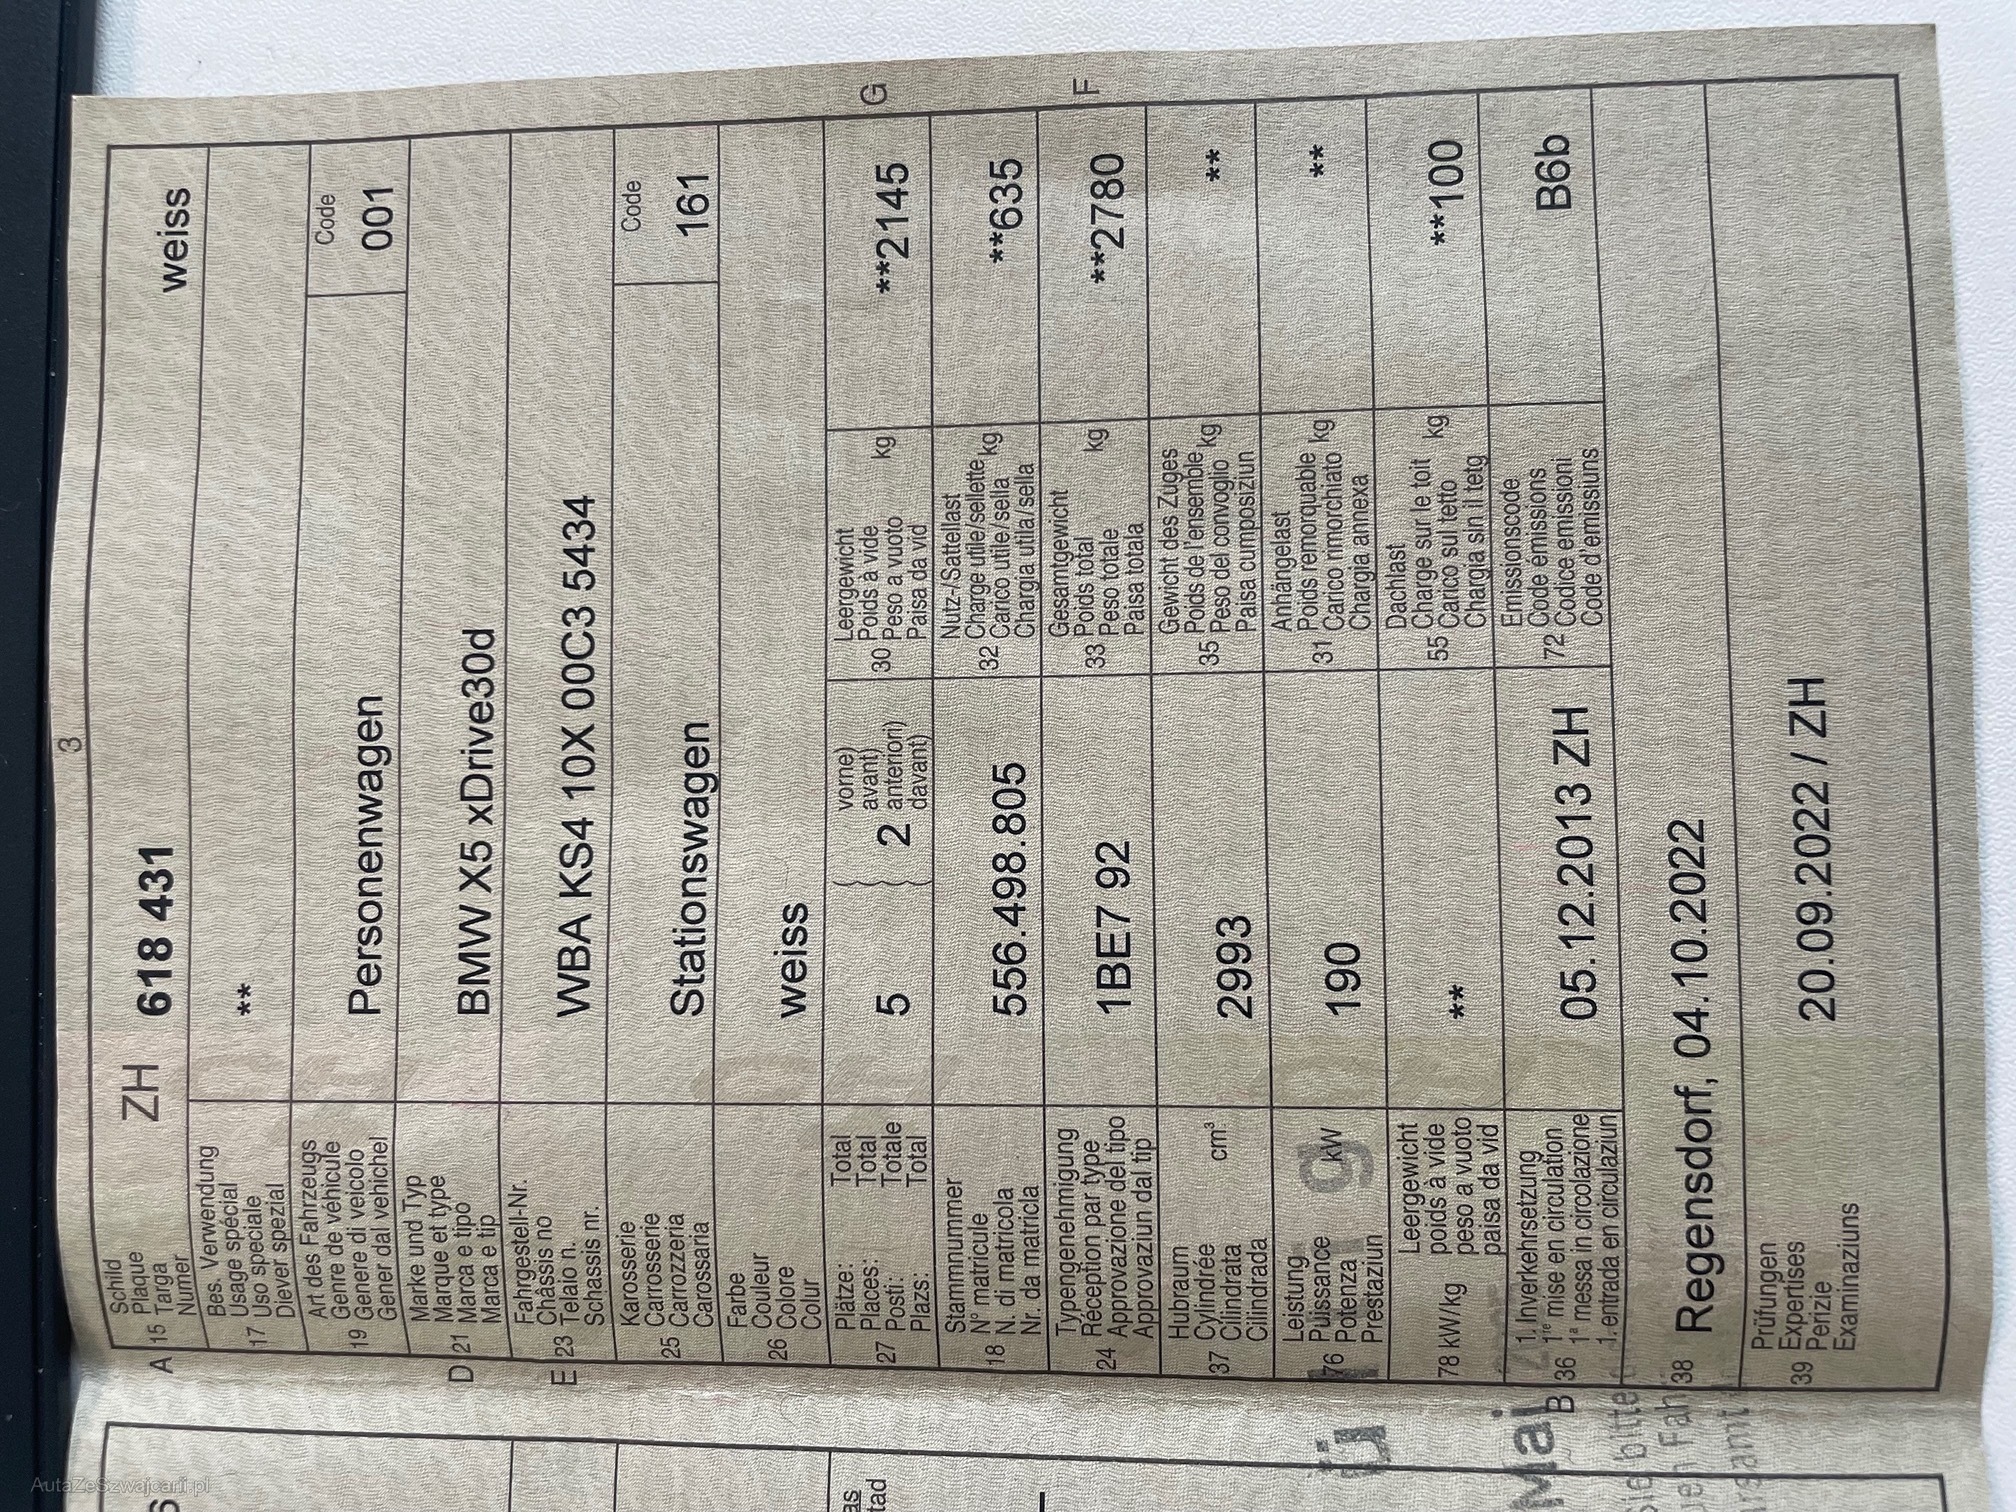 3
Schild
Plaque
A 15 Targa ZH 618 431 weiss
Numer
Bes. Verwendung
Usage spécial
17 Uso speciale **
Diever spezial
Art des Fahrzeugs Code
Genre de véhicule
19 Genere di veicolo Personenwagen 001
Gener dal vehichel
Marke und Typ
Marque et type
D 21 Marca e tipo BMW X5 xDrive30d
Marca e tip
Fahrgestell-Nr.
Châssis no
E 23 Telaio n. WBA KS4 10X 00C3 5434
Schassis nr.
Karosserie Code
Carrosserie
25 Carrozzeria Stationswagen 161
Carossaria
Farbe
Couleur
26 Colore weiss
Colur
Plätze: Total vorne) Leergewicht
Places: Total avant) Poids à vide
27 Posti: Totale 5 2 anteriori) 30 Peso a vuoto kg **2145 G
Plazs: Total davant) Paisa da vid
Stammnummer Nutz-/Sattellast
N° matricule Charge utile/sellette
18 N. di matricola 556.498.805 32 Carico utile/sella kg **635
Nr. da matricla Chargia utila/sella
Typengenehmigung Gesamtgewicht
Réception par type Poids total
24 Approvazione del tipo 1BE7 92 33 Peso totale kg **2780 F
Approvaziun dal tip Paisa totala
Hubraum Gewicht des Zuges
Cylindrée Poids de l'ensemble
37 Cilindrata cm³ 2993 35 Peso del convoglio kg **
Cilindrada Paisa cumposiziun
Leistung Anhängelast
Puissance Poids remorquable
76 Potenza kW 190 31 Carico rimorchiato kg **
Prestaziun Chargia annexa
Leergewicht Dachlast
poids à vide Charge sur le toit
78 kW/kg peso a vuoto ** 55 Carico sul tetto kg **100
paisa da vid Chargia sin il tetg
1. Inverkehrsetzung Emissionscode
1re mise en circulation Code émissions
B 36 1a messa in circolazione 05.12.2013 ZH 72 Codice emissioni B6b
1. entrada en circulaziun Code d'emissiuns
38 Regensdorf, 04.10.2022
Prüfungen
Expertises
39 Perizie 20.09.2022 / ZH
Examinaziuns
AutaZeSzwajcarii.pl